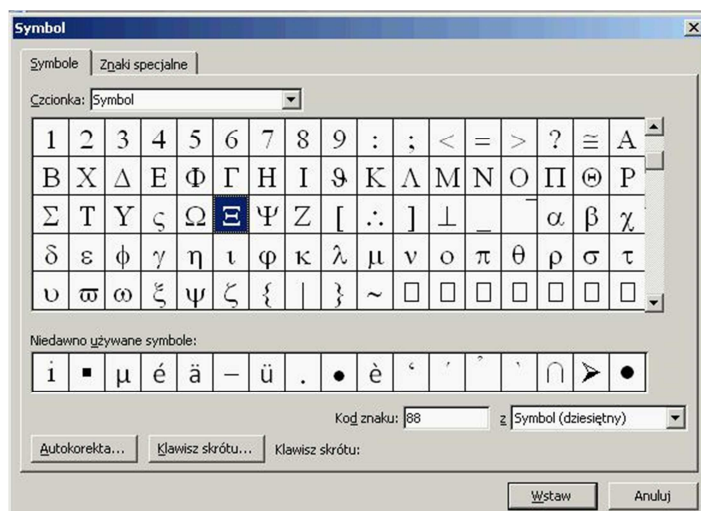 Symbol
Symbole Znaki specjalne
Czcionka: Symbol
1 2 3 4 5 6 7 8 9 : ; < = > ? ≅ Α
Β Χ Δ Ε Φ Γ Η Ι ϑ Κ Λ Μ Ν Ο Π Θ Ρ
Σ Τ Υ ς Ω Ξ Ψ Ζ [ ∴ ] ⊥ _ ‾ α β χ
δ ε φ γ η ι φ κ λ μ ν ο π θ ρ σ τ
υ ϖ ω ξ ψ ζ { | } ~ □ □ □ □ □ □ □
Niedawno używane symbole:
i ▪ µ é ä – ü . ● è ‘ ′ ` ∩ ➤ ●
Kod znaku: 88 z Symbol (dziesiętny)
Autokorekta... Klawisz skrótu... Klawisz skrótu:
Wstaw Anuluj